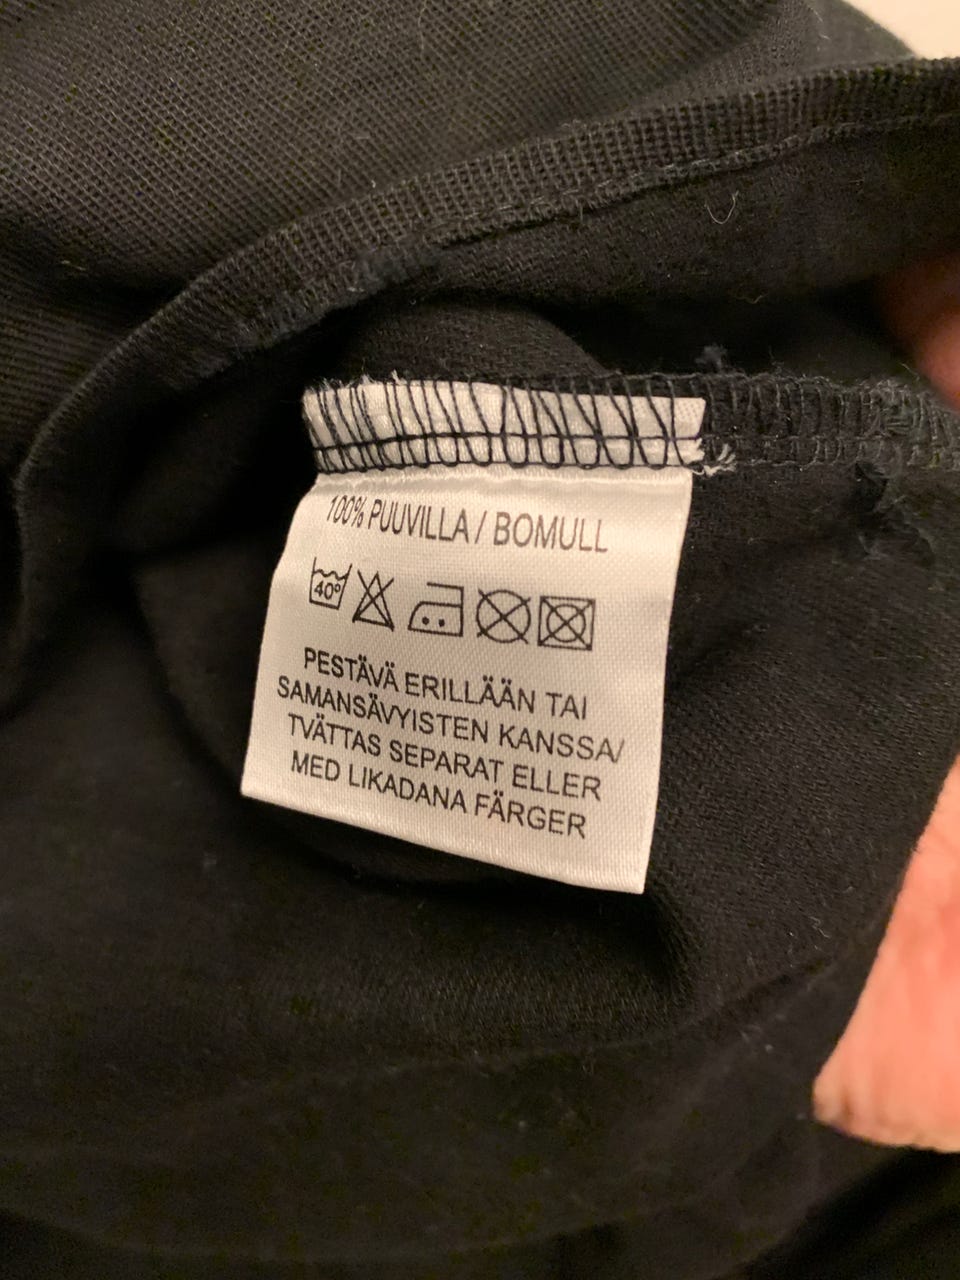 100% PUUVILLA / BOMULL
40°
PESTÄVÄ ERILLÄÄN TAI
SAMANSÄVYISTEN KANSSA/
TVÄTTAS SEPARAT ELLER
MED LIKADANA FÄRGER